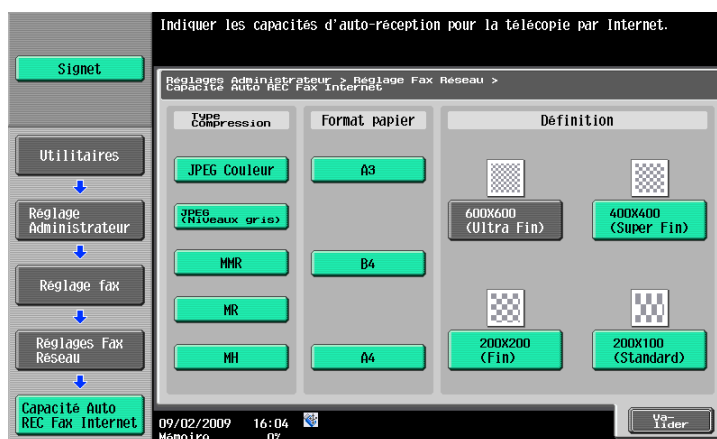 Indiquer les capacités d'auto-réception pour la télécopie par Internet.
Signet
Réglages Administrateur > Réglage Fax Réseau >
Capacité Auto REC Fax Internet
Type
Compression
Format papier
Définition
Utilitaires
Réglage
Administrateur
Réglage fax
Réglages Fax
Réseau
Capacité Auto
REC Fax Internet
JPEG Couleur
JPEG
(Niveaux gris)
MMR
MR
MH
A3
B4
A4
600X600
(Ultra Fin)
400X400
(Super Fin)
200X200
(Fin)
200X100
(Standard)
09/02/2009 16:04
Mémoire 0%
Va-
lider